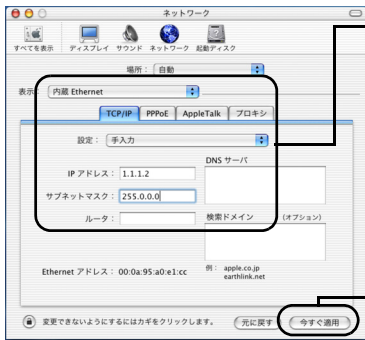 ネットワーク
すべてを表示 ディスプレイ サウンド ネットワーク 起動ディスク
場所： 自動
表示： 内蔵 Ethernet
TCP/IP PPPoE AppleTalk プロキシ
設定： 手入力
DNS サーバ
IP アドレス： 1.1.1.2
サブネットマスク： 255.0.0.0
ルータ：
検索ドメイン （オプション）
Ethernet アドレス： 00:0a:95:a0:e1:cc
例： apple.co.jp
earthlink.net
変更できないようにするにはカギをクリックします。 元に戻す 今すぐ適用